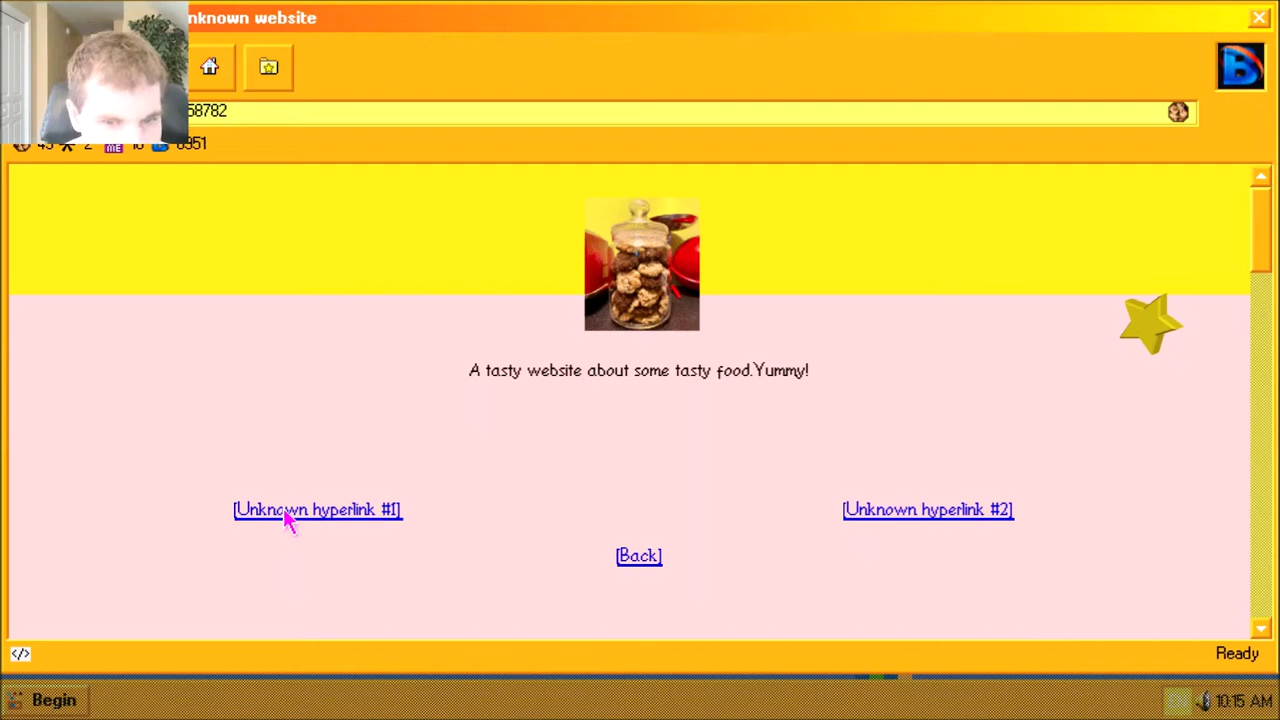 nknown website
58782
ME
A tasty website about some tasty food.Yummy!
[Unknown hyperlink #1]
[Unknown hyperlink #2]
[Back]
</>
Ready
Begin
10:15 AM